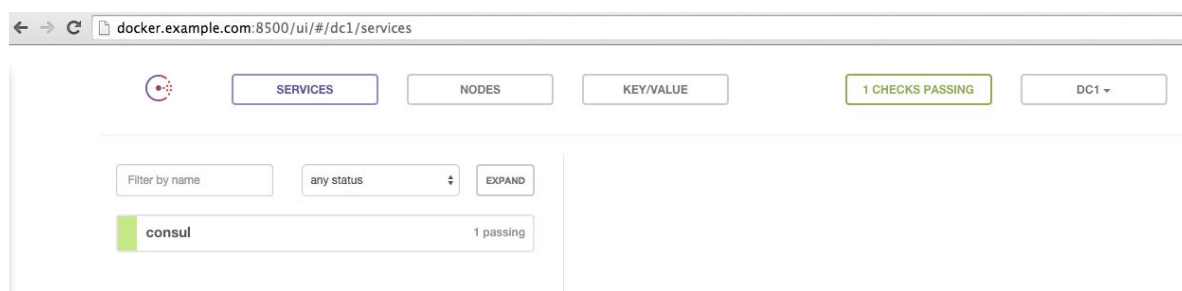 docker.example.com:8500/ui/#/dc1/services
SERVICES NODES KEY/VALUE 1 CHECKS PASSING DC1
Filter by name any status EXPAND
consul 1 passing